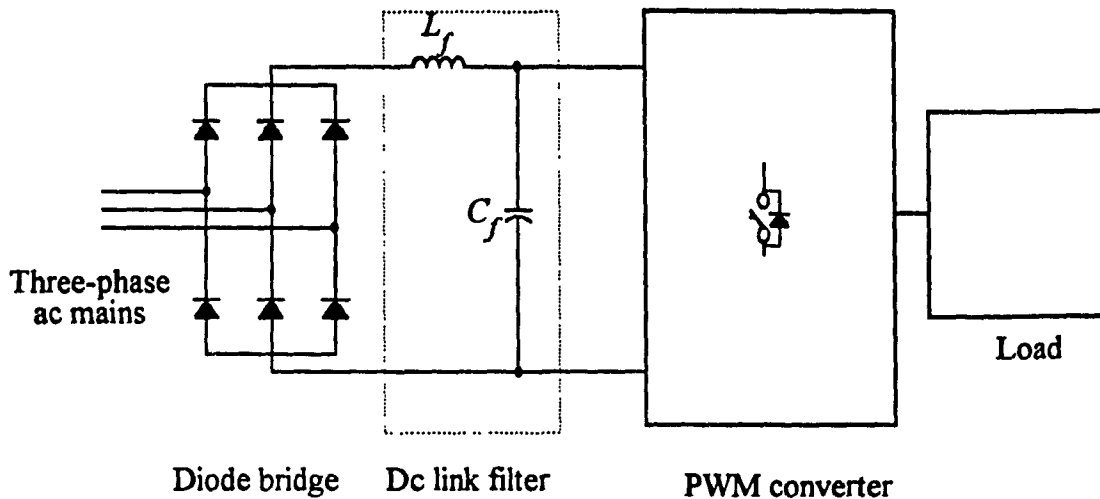 L_f
C_f
Three-phase
ac mains
Load
Diode bridge
Dc link filter
PWM converter